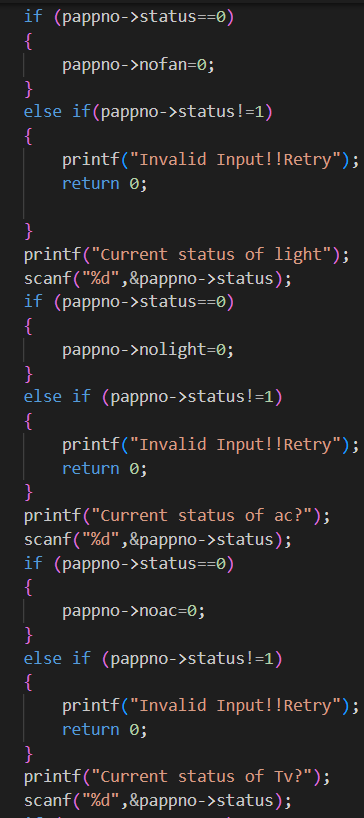 if (pappno->status==0)
{
pappno->nofan=0;
}
else if(pappno->status!=1)
{
printf("Invalid Input!!Retry");
return 0;
}
printf("Current status of light");
scanf("%d",&pappno->status);
if (pappno->status==0)
{
pappno->nolight=0;
}
else if (pappno->status!=1)
{
printf("Invalid Input!!Retry");
return 0;
}
printf("Current status of ac?");
scanf("%d",&pappno->status);
if (pappno->status==0)
{
pappno->noac=0;
}
else if (pappno->status!=1)
{
printf("Invalid Input!!Retry");
return 0;
}
printf("Current status of Tv?");
scanf("%d",&pappno->status);